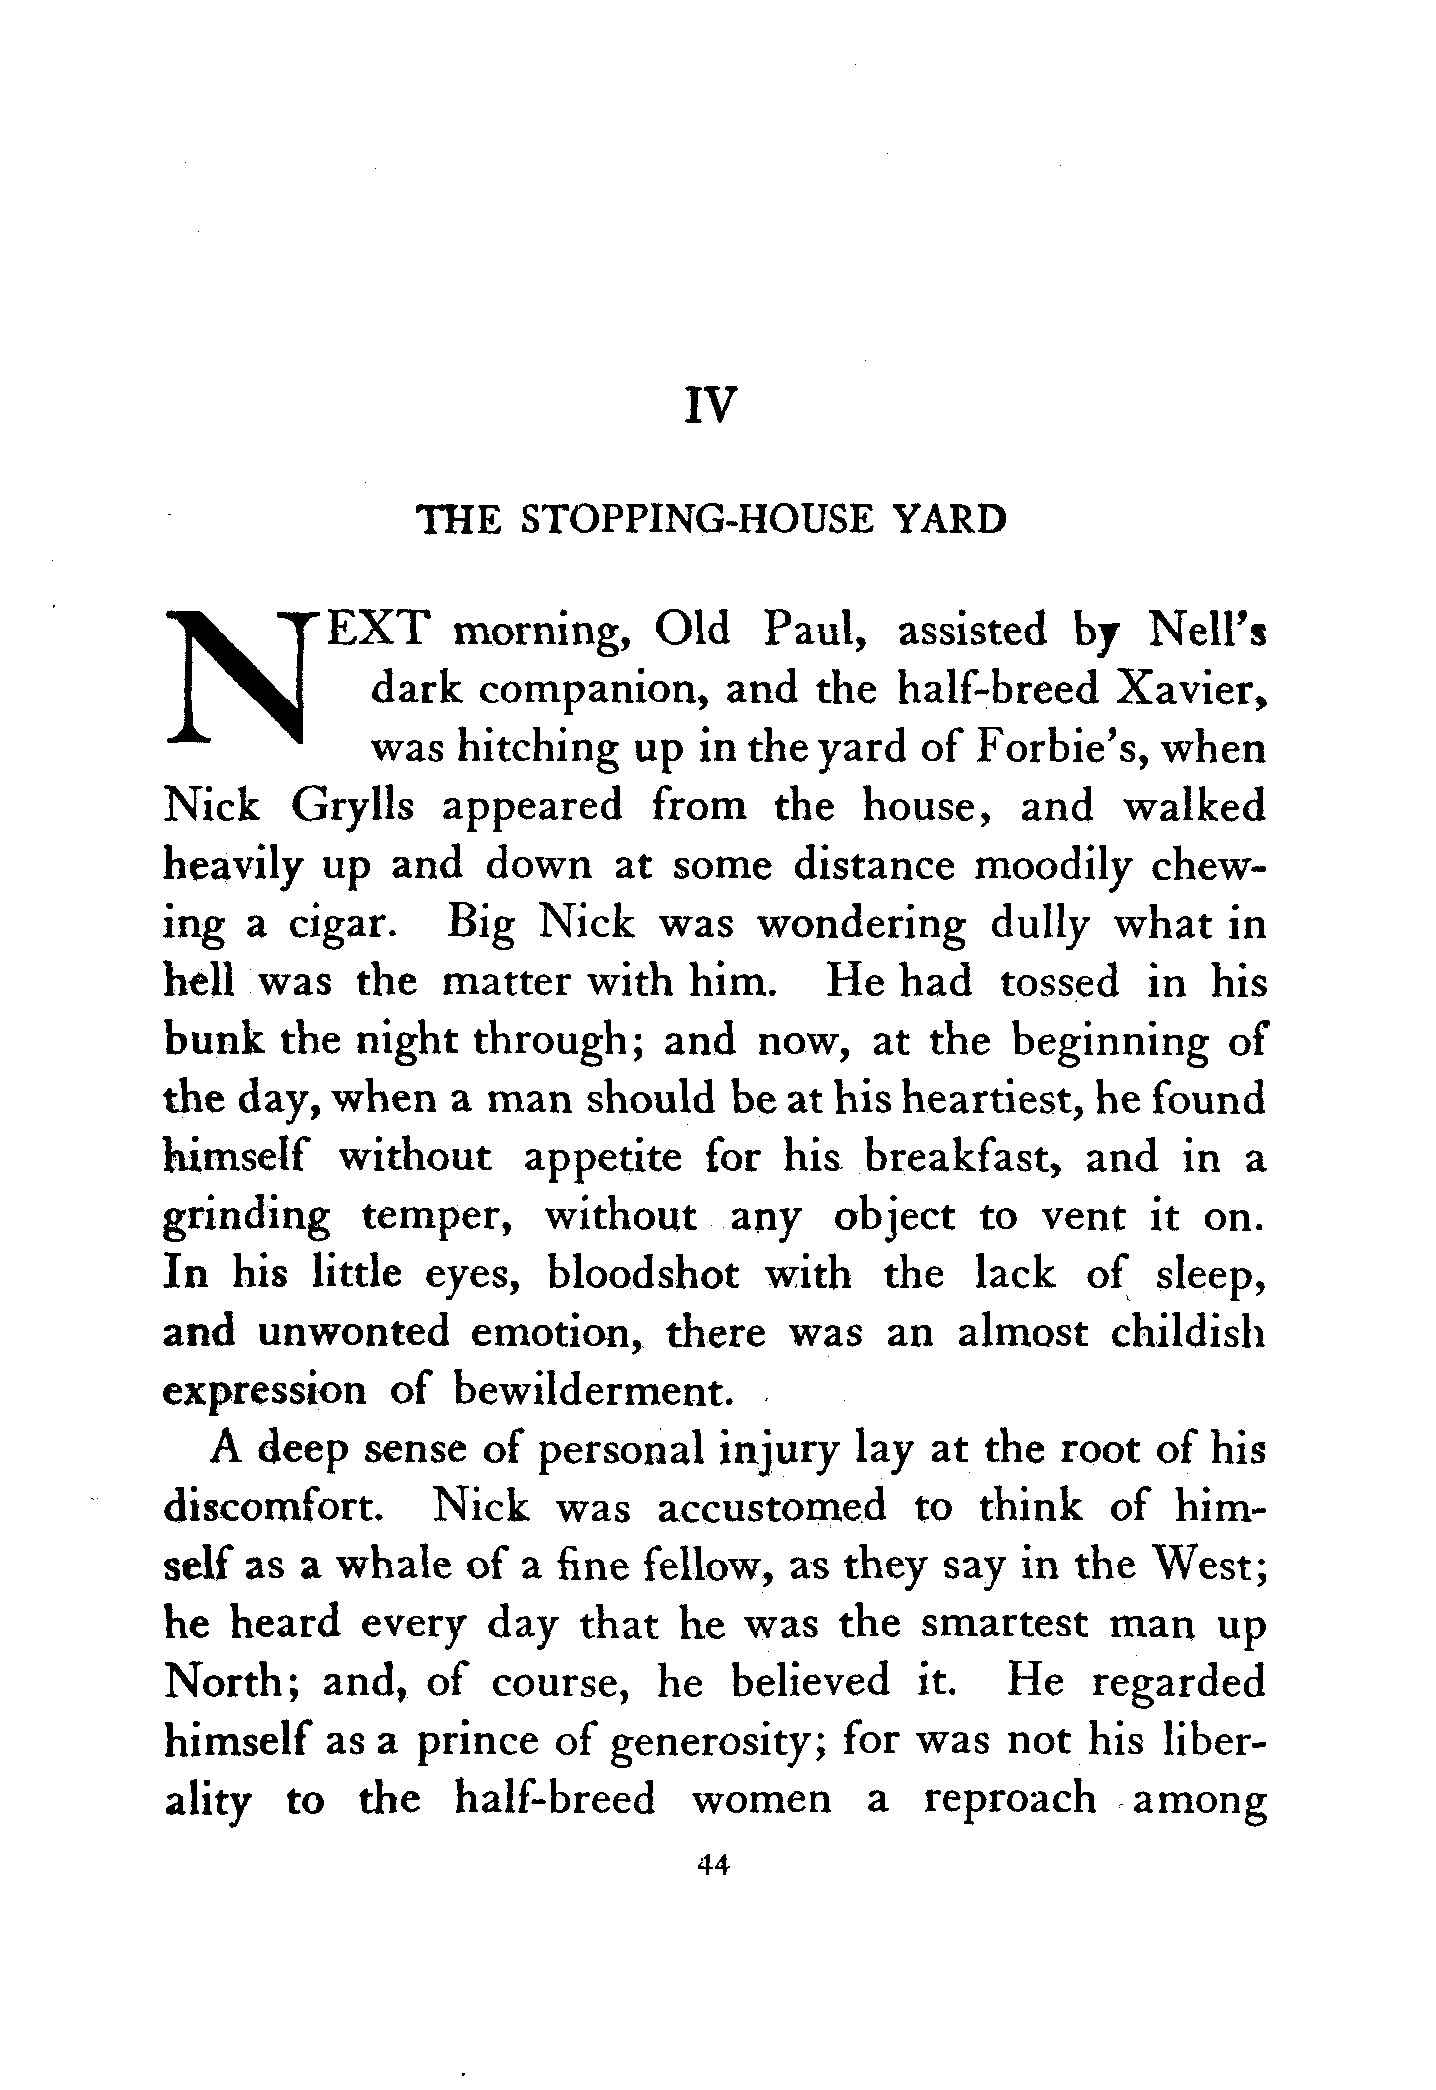 IV
THE STOPPING-HOUSE YARD
NEXT morning, Old Paul, assisted by Nell's
dark companion, and the half-breed Xavier,
was hitching up in the yard of Forbie's, when
Nick Grylls appeared from the house, and walked
heavily up and down at some distance moodily chew-
ing a cigar. Big Nick was wondering dully what in
hell was the matter with him. He had tossed in his
bunk the night through; and now, at the beginning of
the day, when a man should be at his heartiest, he found
himself without appetite for his breakfast, and in a
grinding temper, without any object to vent it on.
In his little eyes, bloodshot with the lack of sleep,
and unwonted emotion, there was an almost childish
expression of bewilderment.
A deep sense of personal injury lay at the root of his
discomfort. Nick was accustomed to think of him-
self as a whale of a fine fellow, as they say in the West;
he heard every day that he was the smartest man up
North; and, of course, he believed it. He regarded
himself as a prince of generosity; for was not his liber-
ality to the half-breed women a reproach among
44